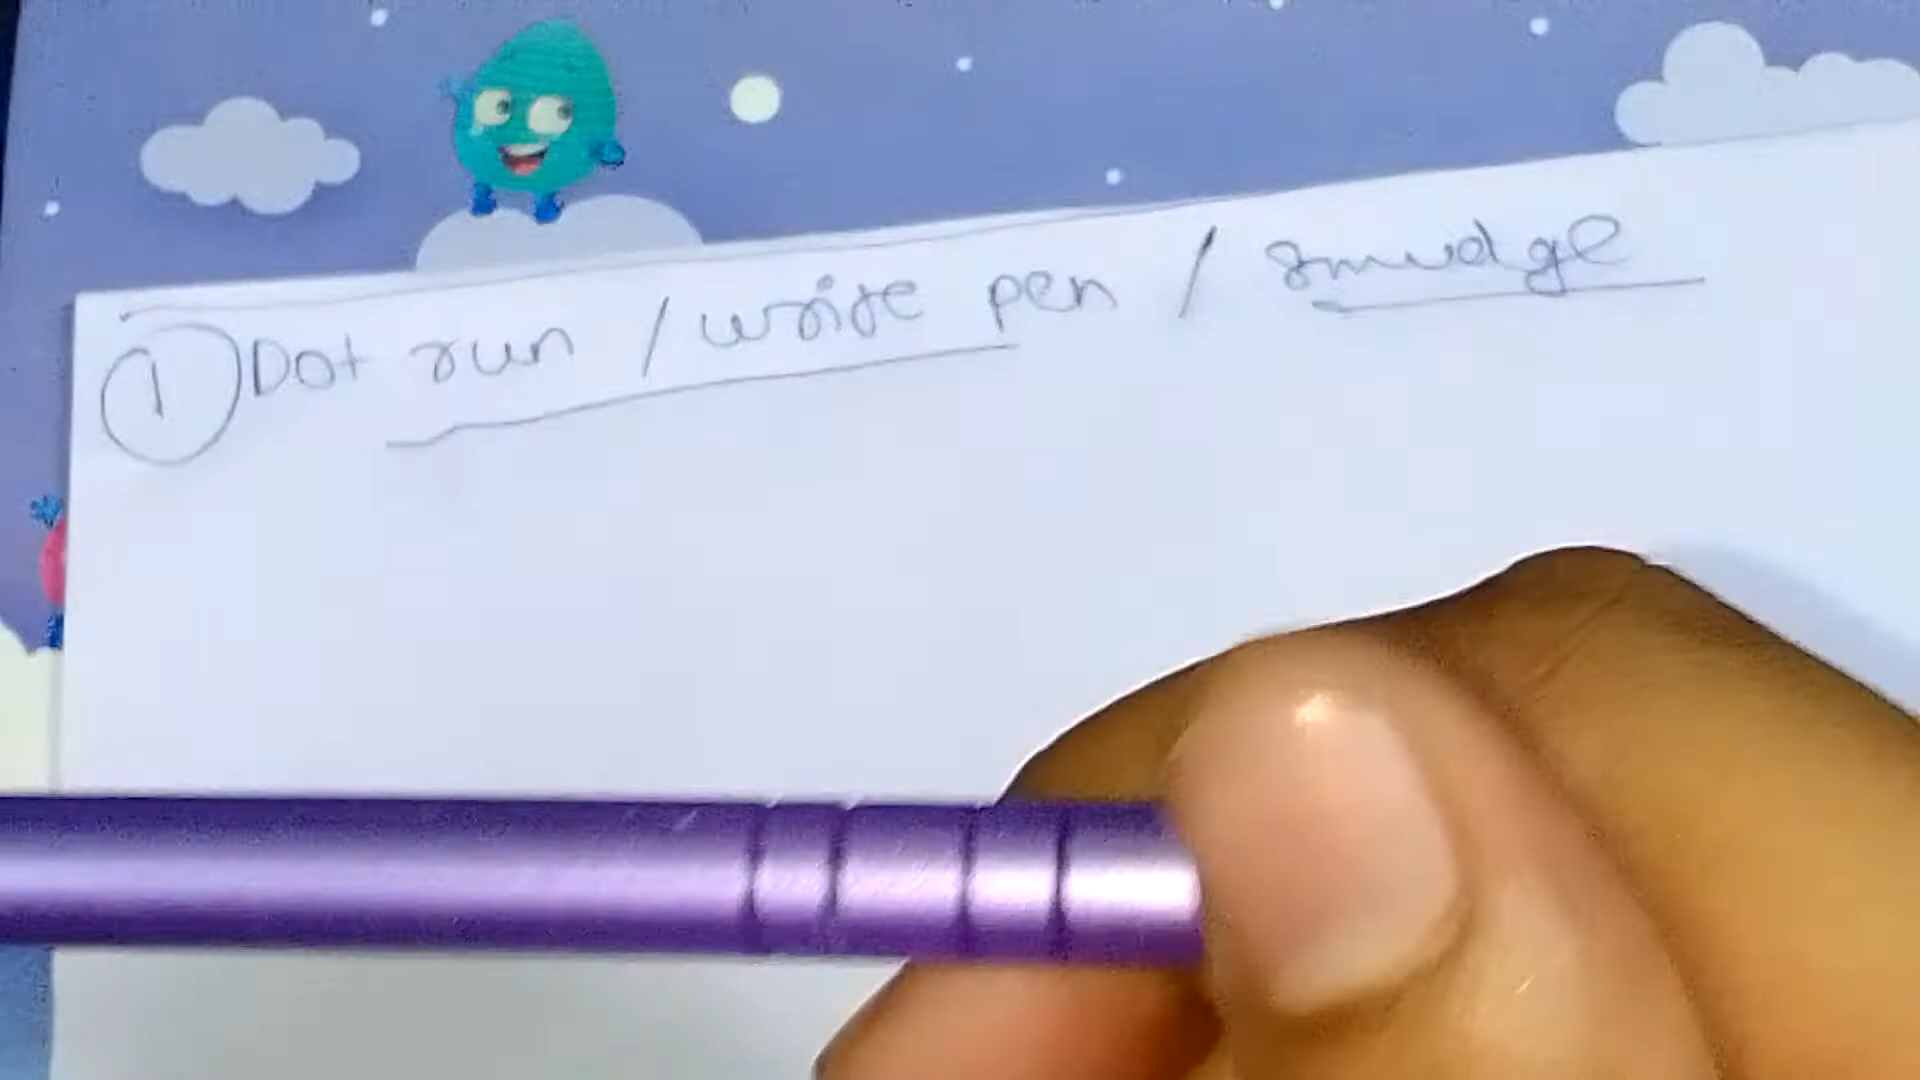 ① Dot run / write pen / smudge